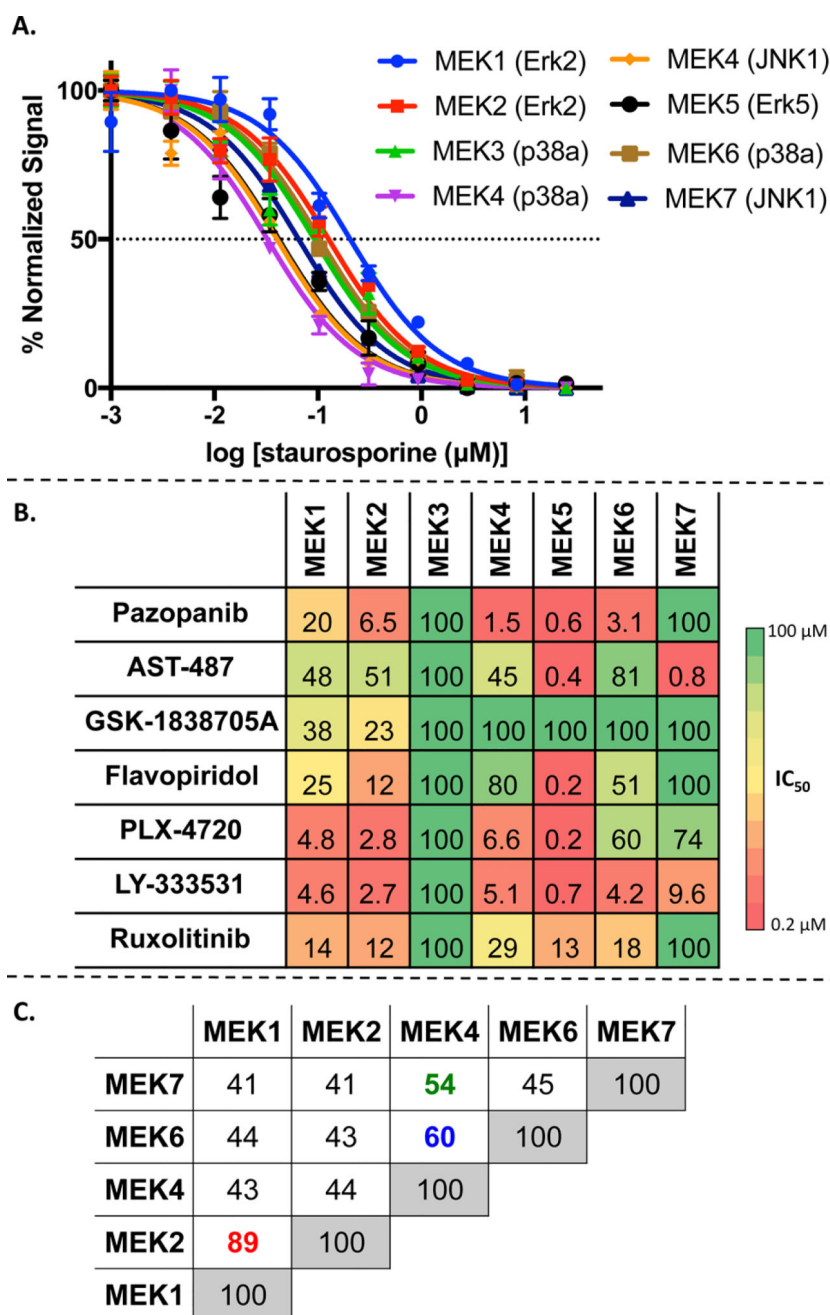 A.
MEK1 (Erk2) MEK4 (JNK1)
MEK2 (Erk2) MEK5 (Erk5)
MEK3 (p38a) MEK6 (p38a)
MEK4 (p38a) MEK7 (JNK1)
% Normalized Signal
100
50
0
-3 -2 -1 0 1
log [staurosporine (µM)]
B.
MEK1 MEK2 MEK3 MEK4 MEK5 MEK6 MEK7
Pazopanib 20 6.5 100 1.5 0.6 3.1 100
AST-487 48 51 100 45 0.4 81 0.8
GSK-1838705A 38 23 100 100 100 100 100
Flavopiridol 25 12 100 80 0.2 51 100
PLX-4720 4.8 2.8 100 6.6 0.2 60 74
LY-333531 4.6 2.7 100 5.1 0.7 4.2 9.6
Ruxolitinib 14 12 100 29 13 18 100
100 µM
IC50
0.2 µM
C.
MEK1 MEK2 MEK4 MEK6 MEK7
MEK7 41 41 54 45 100
MEK6 44 43 60 100
MEK4 43 44 100
MEK2 89 100
MEK1 100